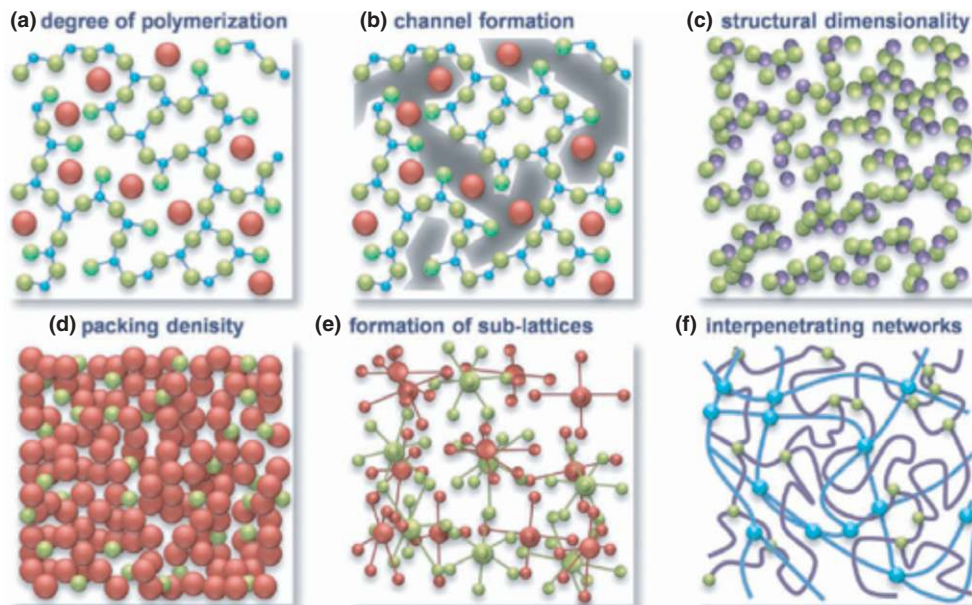 (a) degree of polymerization
(b) channel formation
(c) structural dimensionality
(d) packing denisity
(e) formation of sub-lattices
(f) interpenetrating networks